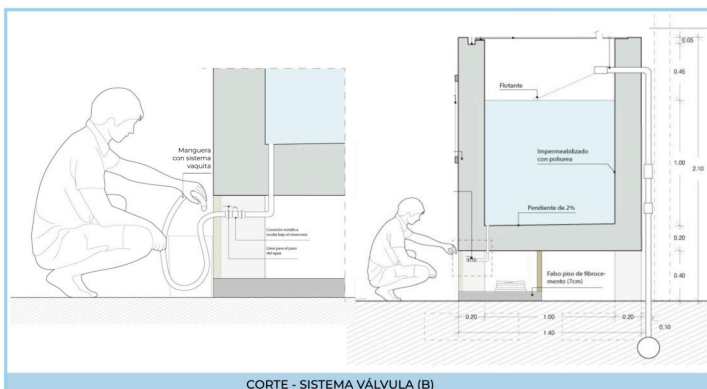 Manguera
con sistema
vaquita
Conexión metálica
oculta bajo el reservorio
Llave para el paso
del agua
Flotante
Impermeabilizado
con poliurea
Pendiente de 2%
Falso piso de fibroce-
mento (7cm)
0.05
0.45
1.00
2.10
0.20
0.40
0.20
1.00
0.20
1.40
0.10
CORTE - SISTEMA VÁLVULA (B)